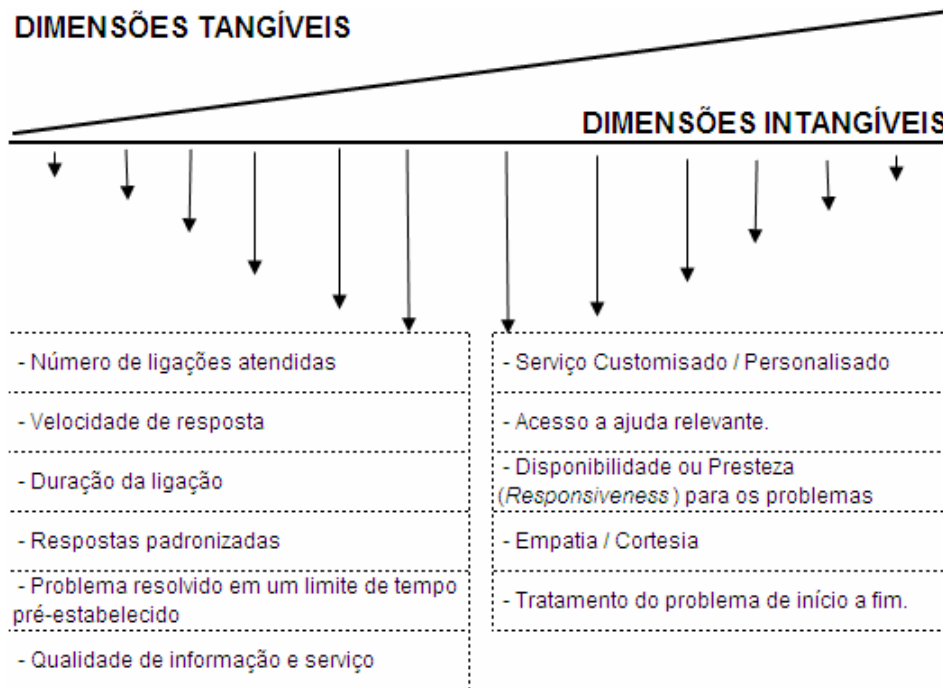 DIMENSÕES TANGÍVEIS
DIMENSÕES INTANGÍVEIS
- Número de ligações atendidas
- Velocidade de resposta
- Duração da ligação
- Respostas padronizadas
- Problema resolvido em um limite de tempo
pré-estabelecido
- Qualidade de informação e serviço
- Serviço Customisado / Personalisado
- Acesso a ajuda relevante.
- Disponibilidade ou Presteza
(Responsiveness) para os problemas
- Empatia / Cortesia
- Tratamento do problema de início a fim.